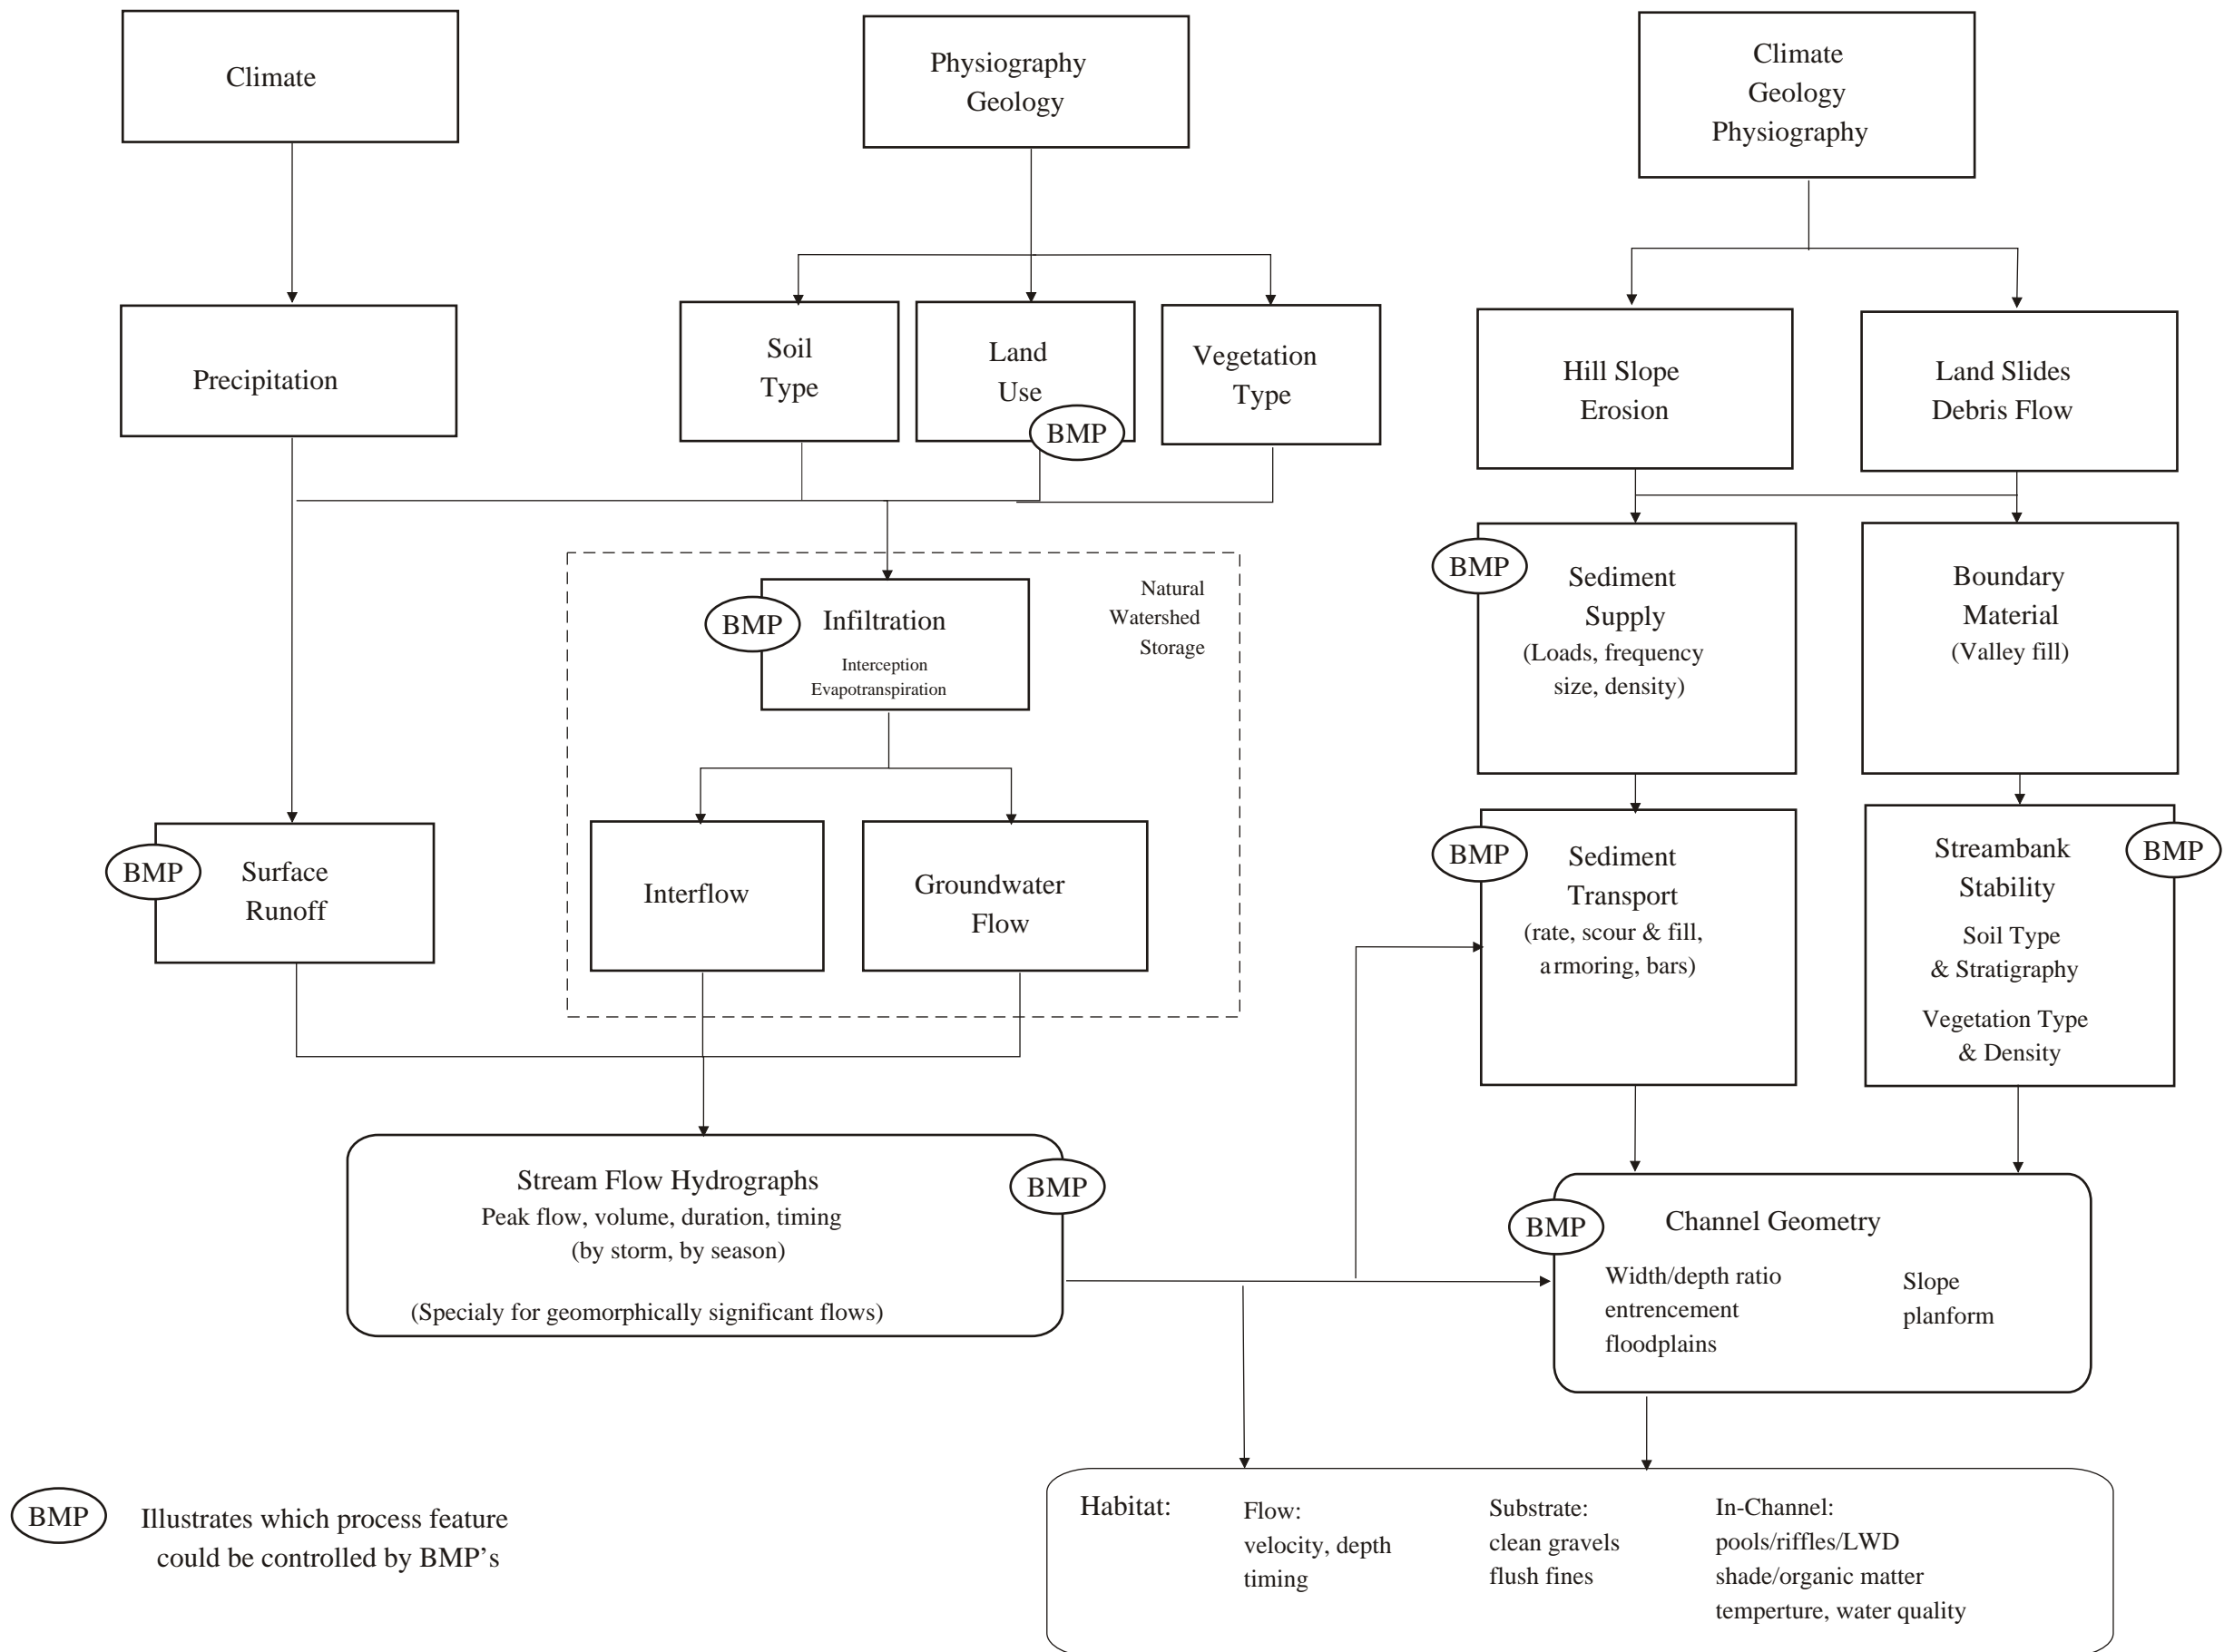 Climate
Physiography
Geology
Climate
Geology
Physiography
Precipitation
Soil
Type
Land
Use
BMP
Vegetation
Type
Hill Slope
Erosion
Land Slides
Debris Flow
BMP
Infiltration
Interception
Evapotranspiration
Natural
Watershed
Storage
BMP
Sediment
Supply
(Loads, frequency
size, density)
Boundary
Material
(Valley fill)
BMP
Surface
Runoff
Interflow
Groundwater
Flow
BMP
Sediment
Transport
(rate, scour & fill,
armoring, bars)
Streambank
Stability
Soil Type
& Stratigraphy
Vegetation Type
& Density
BMP
Stream Flow Hydrographs
Peak flow, volume, duration, timing
(by storm, by season)
(Specialy for geomorphically significant flows)
BMP
BMP
Channel Geometry
Width/depth ratio
entrencement
floodplains
Slope
planform
BMP
Illustrates which process feature
could be controlled by BMP's
Habitat:
Flow:
velocity, depth
timing
Substrate:
clean gravels
flush fines
In-Channel:
pools/riffles/LWD
shade/organic matter
temperture, water quality